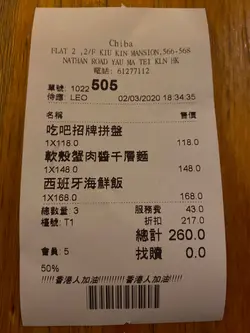 Chiba
FLAT 2 ,2/F KIU KIN MANSION,566-568
NATHAN ROAD YAU MA TEI KLN HK
電話: 61277112
單號: 1022 505
侍應: LEO 02/03/2020 18:34:35
名稱 售價
吃吧招牌拼盤
1X118.0 118.0
軟殼蟹肉醬千層麵
1X148.0 148.0
西班牙海鮮飯
1X168.0 168.0
總數量: 3 服務費 43.0
檯號: T1 折扣 217.0
總計 260.0
找贖 0.0
會員: 5
50%
!!!!!!!!!!香港人加油!!!!!!!!!!香港人加油!!!!!!!!!!